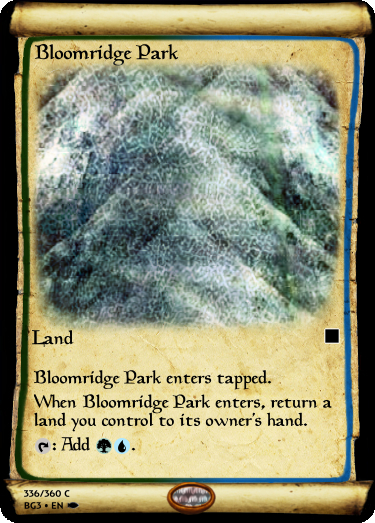 Bloomridge Park
Land
Bloomridge Park enters tapped.
When Bloomridge Park enters, return a
land you control to its owner's hand.
: Add .
336/360 C
BG3 • EN